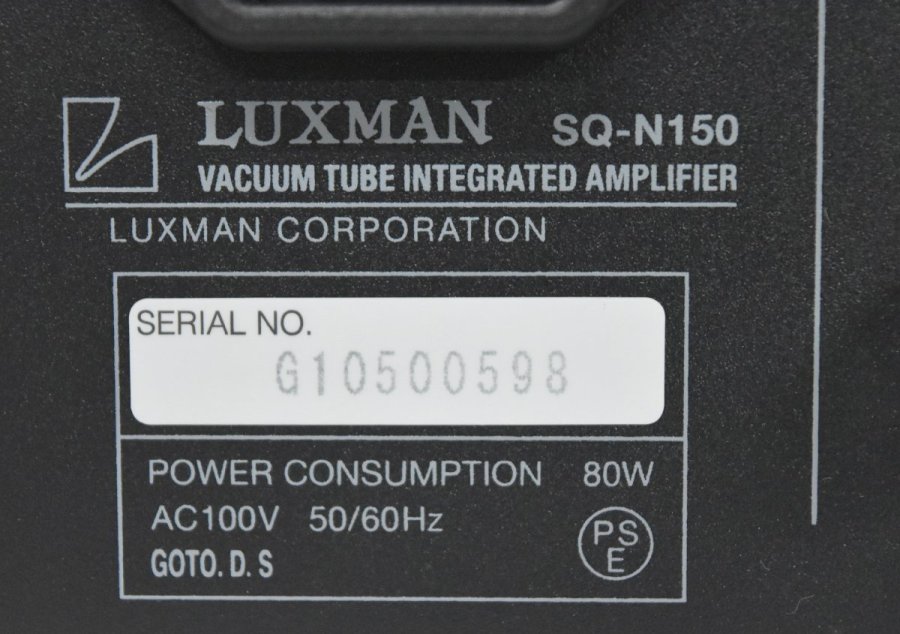 LUXMAN SQ-N150
VACUUM TUBE INTEGRATED AMPLIFIER
LUXMAN CORPORATION
SERIAL NO.
G10500598
POWER CONSUMPTION 80W
AC100V 50/60Hz
GOTO. D. S
PS
E